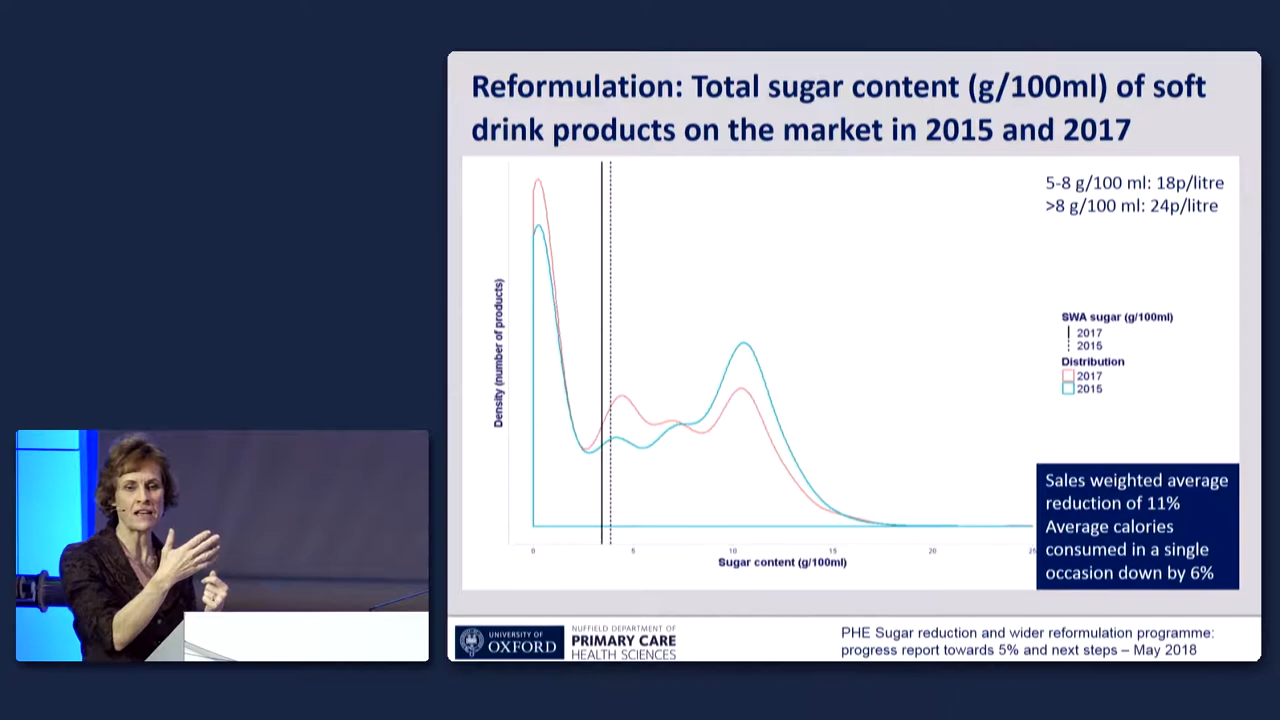 Reformulation: Total sugar content (g/100ml) of soft
drink products on the market in 2015 and 2017
5-8 g/100 ml: 18p/litre
>8 g/100 ml: 24p/litre
Density (number of products)
SWA sugar (g/100ml)
2017
2015
Distribution
2017
2015
0 5 10 15 20 25
Sugar content (g/100ml)
Sales weighted average
reduction of 11%
Average calories
consumed in a single
occasion down by 6%
UNIVERSITY OF
OXFORD
NUFFIELD DEPARTMENT OF
PRIMARY CARE
HEALTH SCIENCES
PHE Sugar reduction and wider reformulation programme:
progress report towards 5% and next steps – May 2018